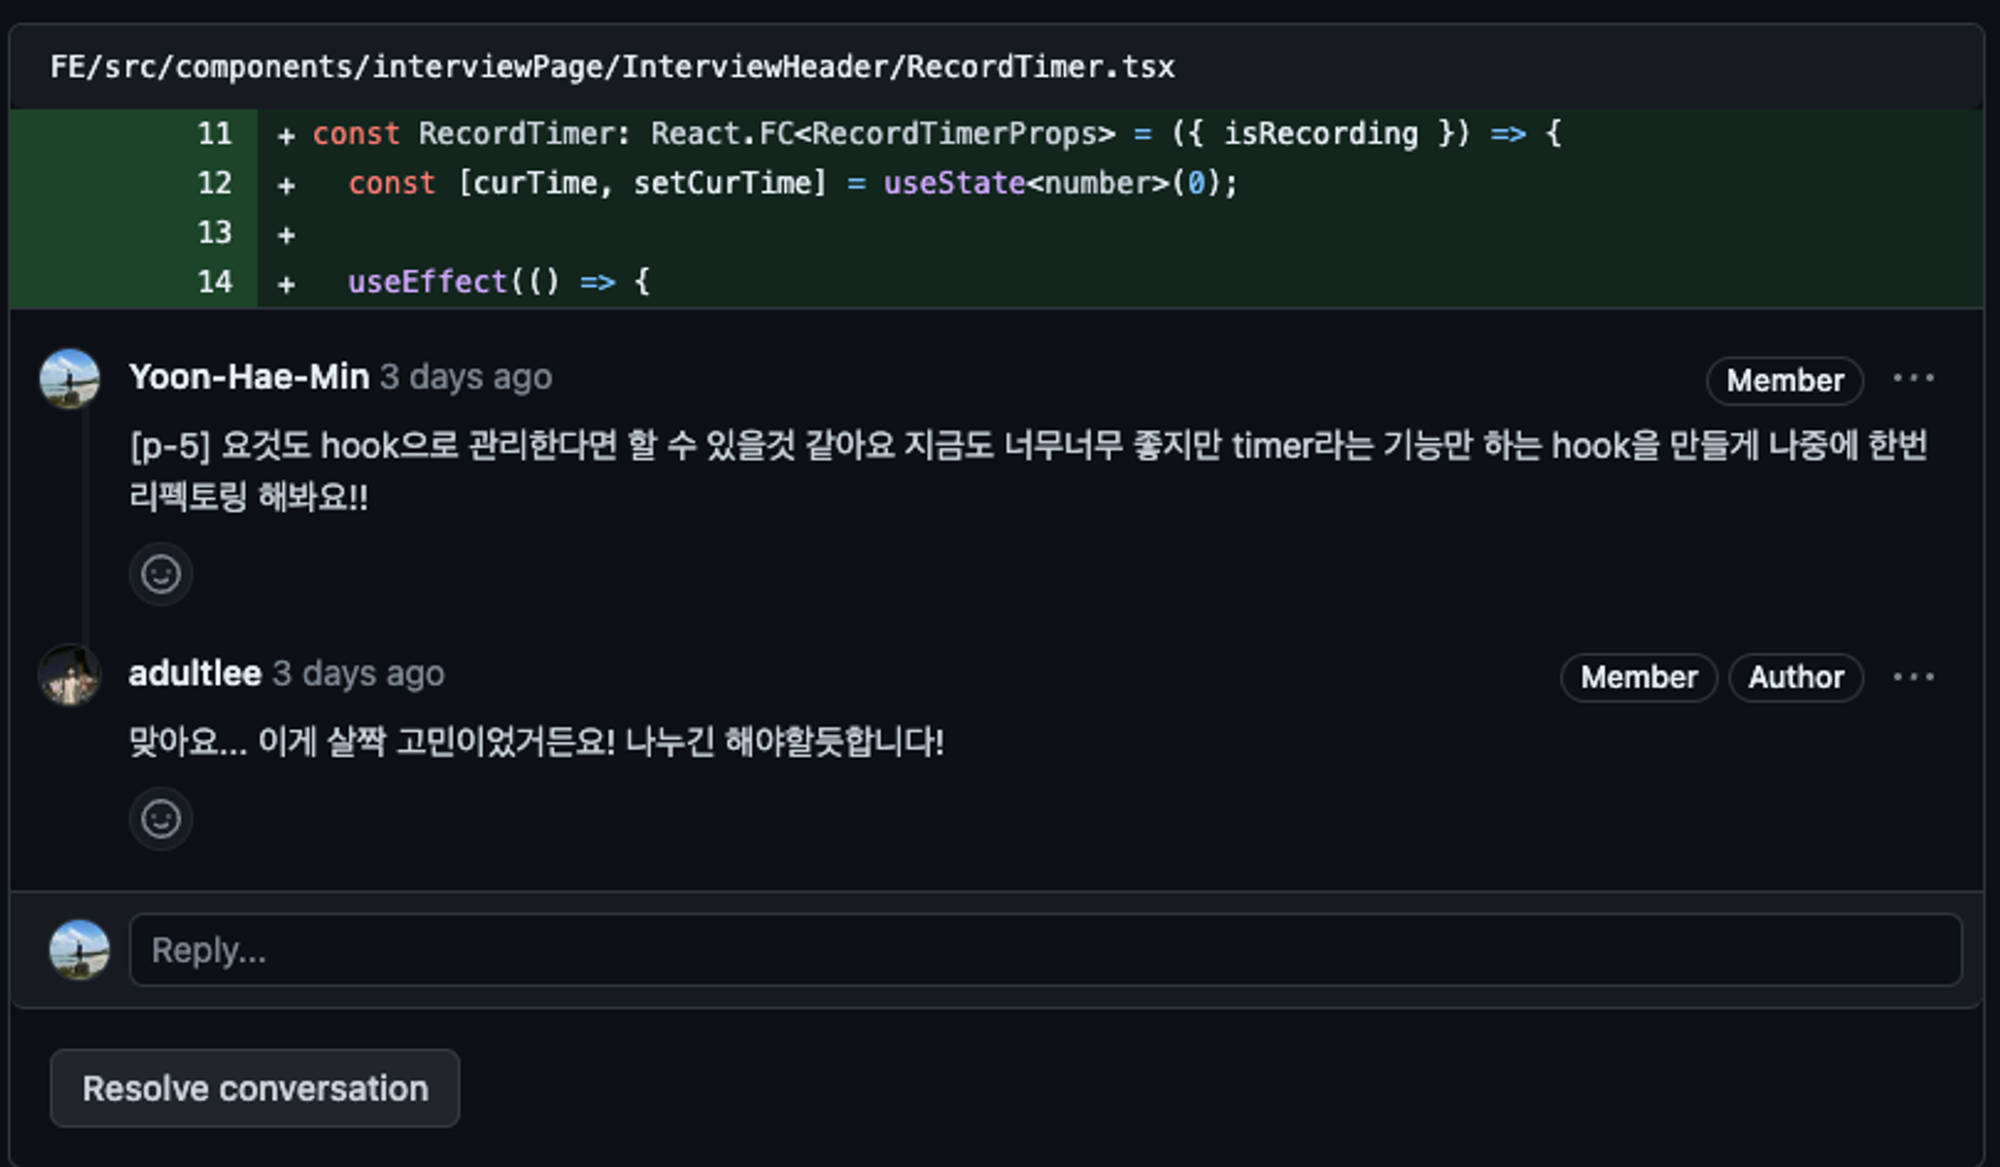 FE/src/components/interviewPage/InterviewHeader/RecordTimer.tsx
11 + const RecordTimer: React.FC<RecordTimerProps> = ({ isRecording }) => {
12 + const [curTime, setCurTime] = useState<number>(0);
13 +
14 + useEffect(() => {
Yoon-Hae-Min 3 days ago Member ...
[p-5] 요것도 hook으로 관리한다면 할 수 있을것 같아요 지금도 너무너무 좋지만 timer라는 기능만 하는 hook을 만들게 나중에 한번
리펙토링 해봐요!!
adultlee 3 days ago Member Author ...
맞아요... 이게 살짝 고민이었거든요! 나누긴 해야할듯합니다!
Reply...
Resolve conversation